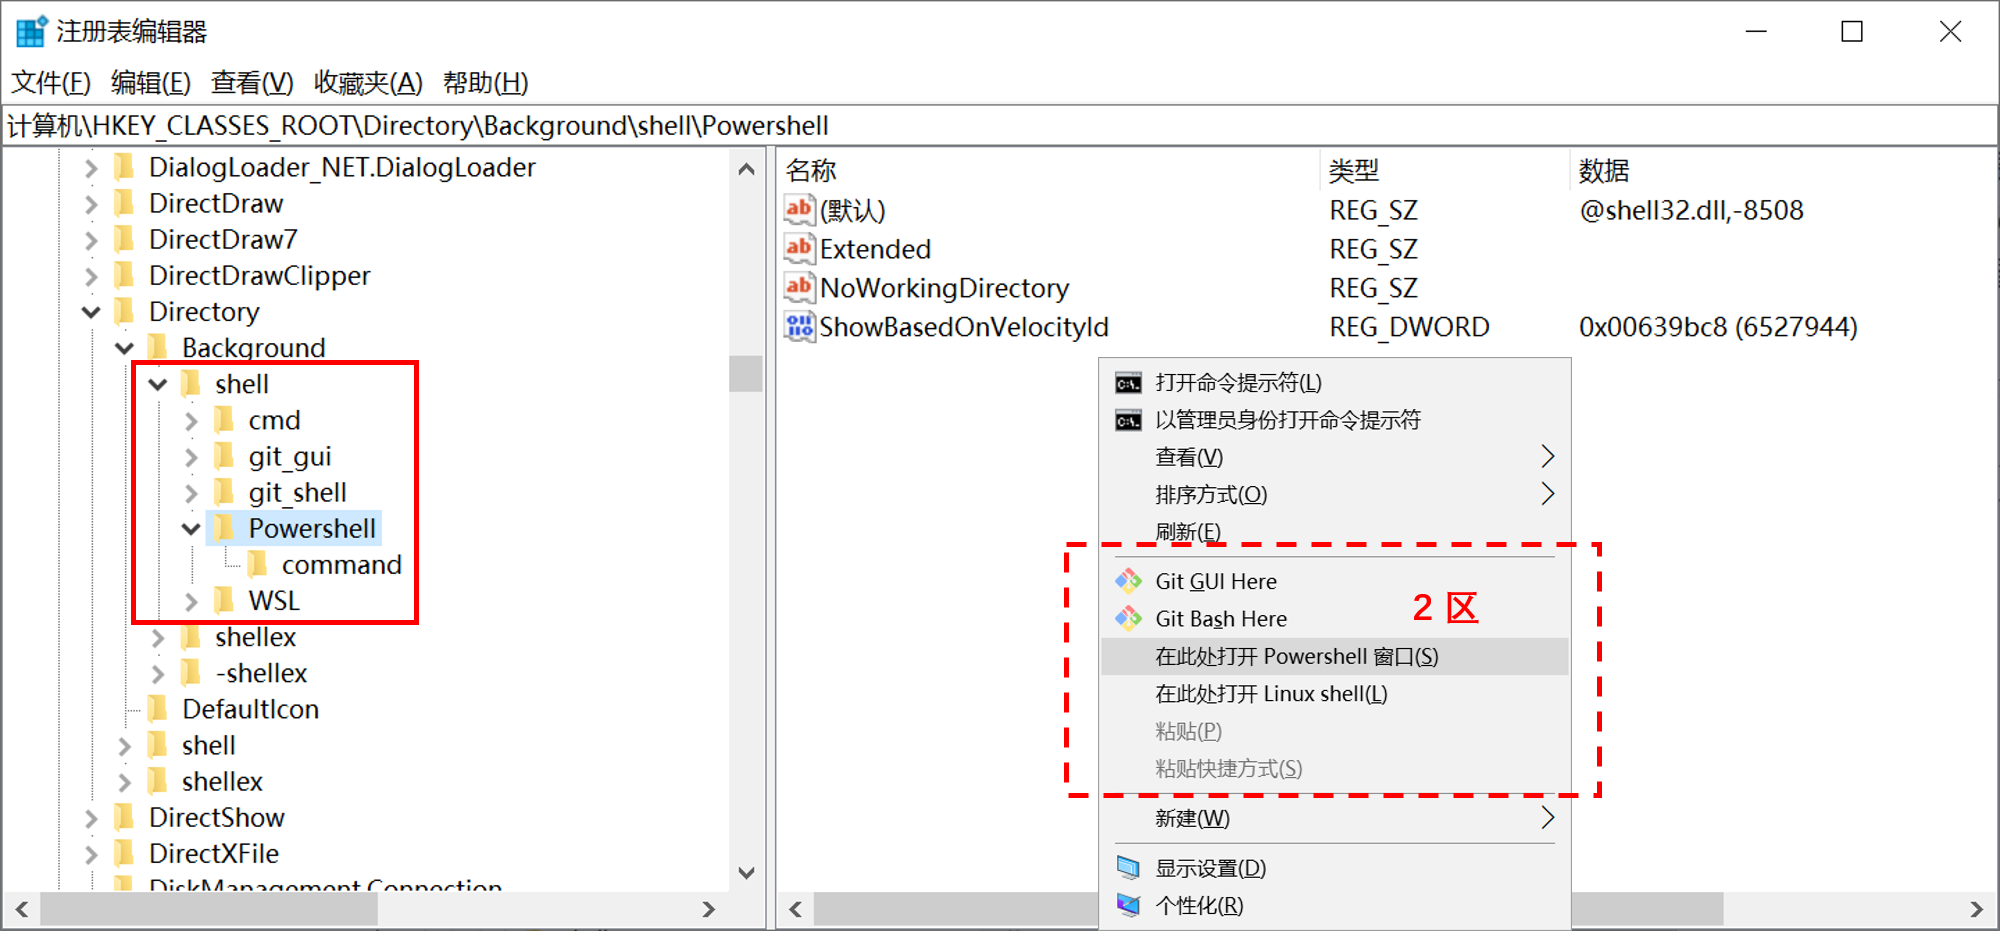 注册表编辑器
文件(F) 编辑(E) 查看(V) 收藏夹(A) 帮助(H)
计算机\HKEY_CLASSES_ROOT\Directory\Background\shell\Powershell
DialogLoader_NET.DialogLoader
DirectDraw
DirectDraw7
DirectDrawClipper
Directory
Background
shell
cmd
git_gui
git_shell
Powershell
command
WSL
shellex
-shellex
DefaultIcon
shell
shellex
DirectShow
DirectXFile
DiskManagement.Connection
名称 类型 数据
(默认) REG_SZ @shell32.dll,-8508
Extended REG_SZ
NoWorkingDirectory REG_SZ
ShowBasedOnVelocityId REG_DWORD 0x00639bc8 (6527944)
打开命令提示符(L)
以管理员身份打开命令提示符
查看(V)
排序方式(O)
刷新(E)
Git GUI Here
Git Bash Here
2 区
在此处打开 Powershell 窗口(S)
在此处打开 Linux shell(L)
粘贴(P)
粘贴快捷方式(S)
新建(W)
显示设置(D)
个性化(R)